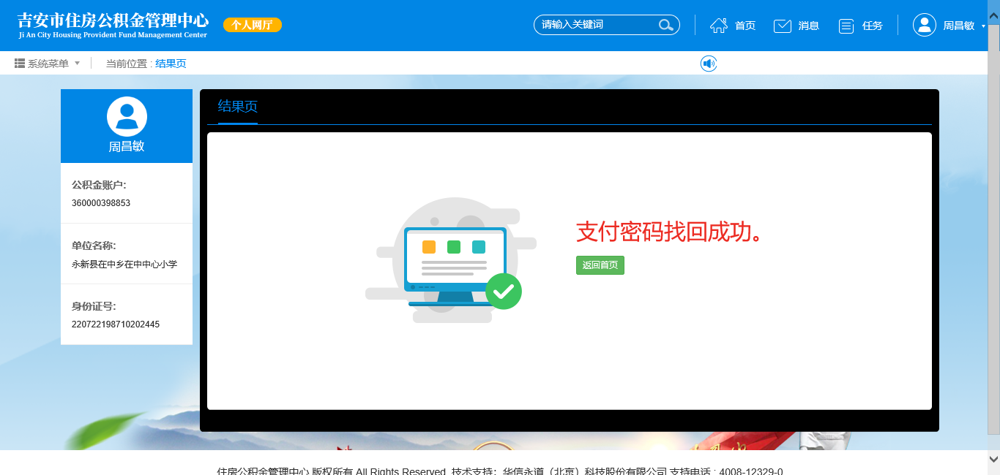 吉安市住房公积金管理中心
Ji An City Housing Provident Fund Management Center
个人网厅
请输入关键词
首页
消息
任务
周昌敏
系统菜单
当前位置 : 结果页
周昌敏
公积金账户:
360000398853
单位名称:
永新县在中乡在中中心小学
身份证号:
220722198710202445
结果页
支付密码找回成功。
返回首页
住房公积金管理中心 版权所有 All Rights Reserved 技术支持：华信永道（北京）科技股份有限公司 支持电话 : 4008-12329-0